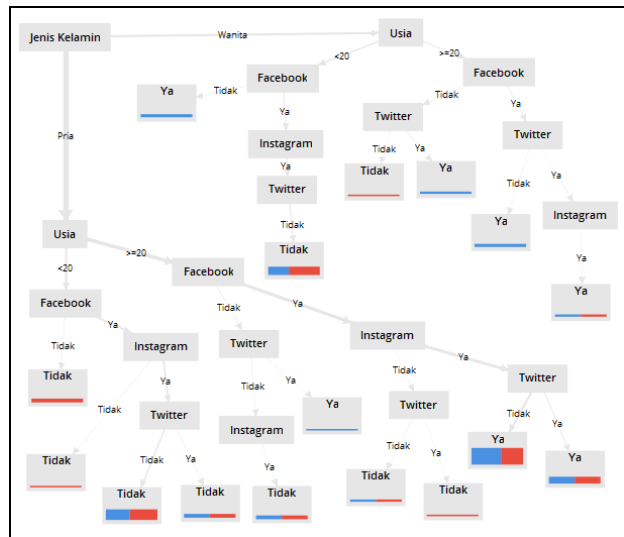 Jenis Kelamin
Wanita
Usia
<20
>=20
Facebook
Facebook
Ya
Tidak
Tidak
Ya
Ya
Twitter
Twitter
Instagram
Tidak
Ya
Tidak
Ya
Pria
Ya
Tidak
Ya
Twitter
Instagram
Tidak
Ya
Ya
Usia
Tidak
<20
>=20
Facebook
Ya
Facebook
Tidak
Ya
Tidak
Ya
Instagram
Twitter
Instagram
Ya
Tidak
Tidak
Ya
Tidak
Twitter
Tidak
Ya
Tidak
Ya
Twitter
Instagram
Ya
Twitter
Tidak
Ya
Tidak
Ya
Ya
Tidak
Ya
Ya
Tidak
Tidak
Tidak
Tidak
Tidak
Tidak